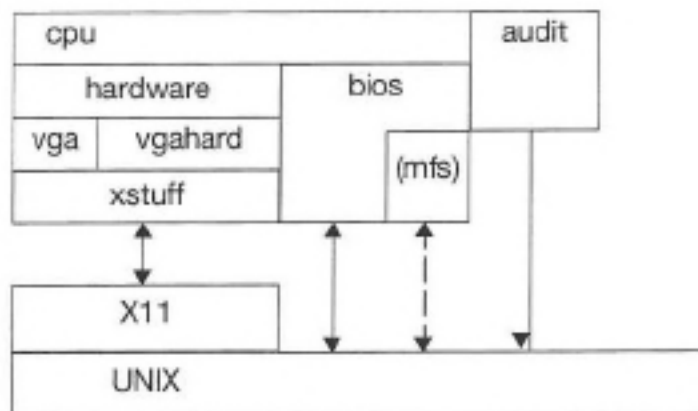 cpu
audit
hardware
bios
vga
vgahard
(mfs)
xstuff
X11
UNIX